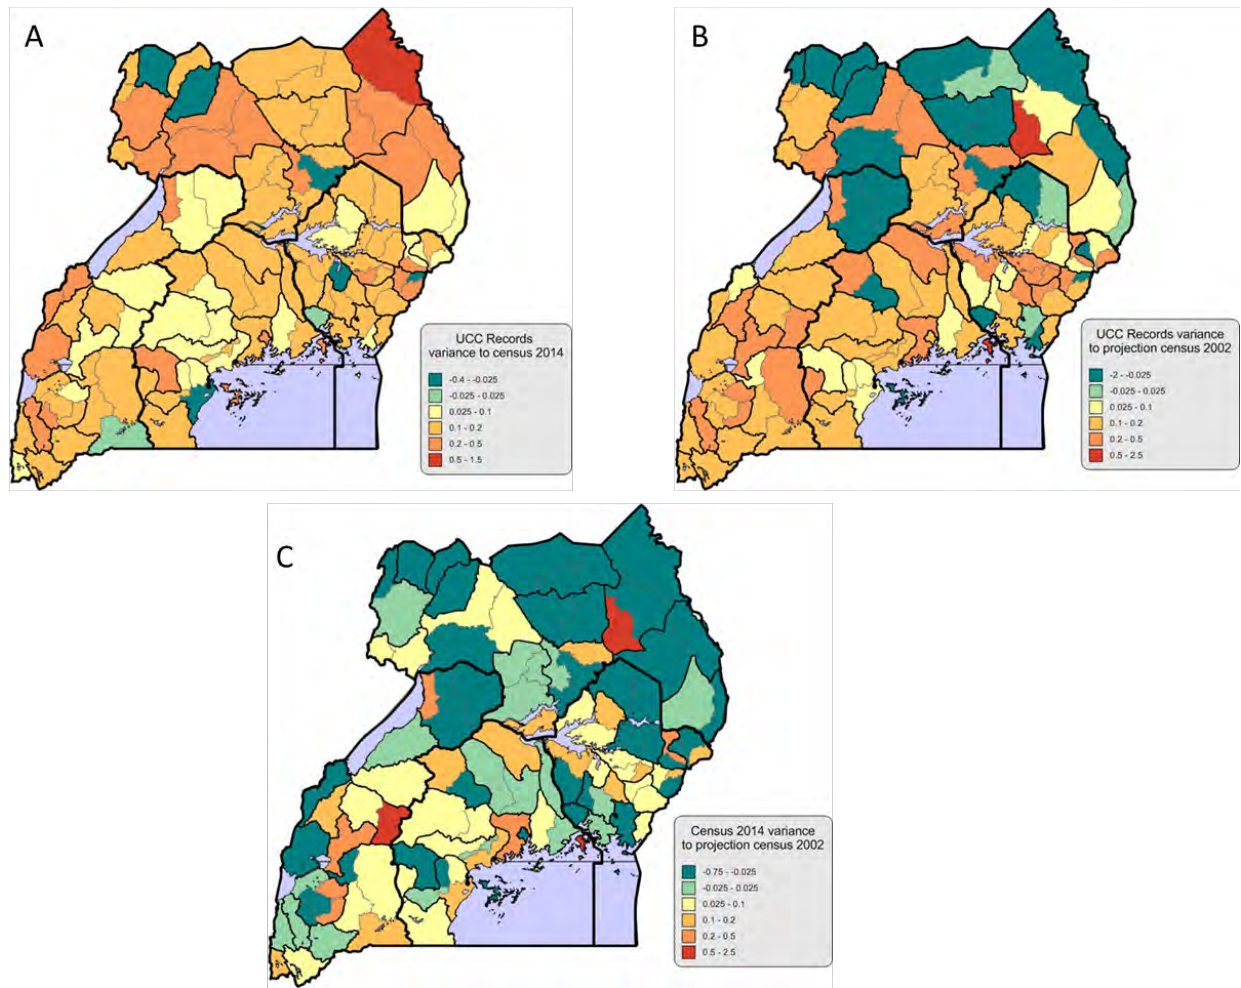 A
UCC Records
variance to census 2014
-0.4 - -0.025
-0.025 - 0.025
0.025 - 0.1
0.1 - 0.2
0.2 - 0.5
0.5 - 1.5
B
UCC Records variance
to projection census 2002
-2 - -0.025
-0.025 - 0.025
0.025 - 0.1
0.1 - 0.2
0.2 - 0.5
0.5 - 2.5
C
Census 2014 variance
to projection census 2002
-0.75 - -0.025
-0.025 - 0.025
0.025 - 0.1
0.1 - 0.2
0.2 - 0.5
0.5 - 2.5